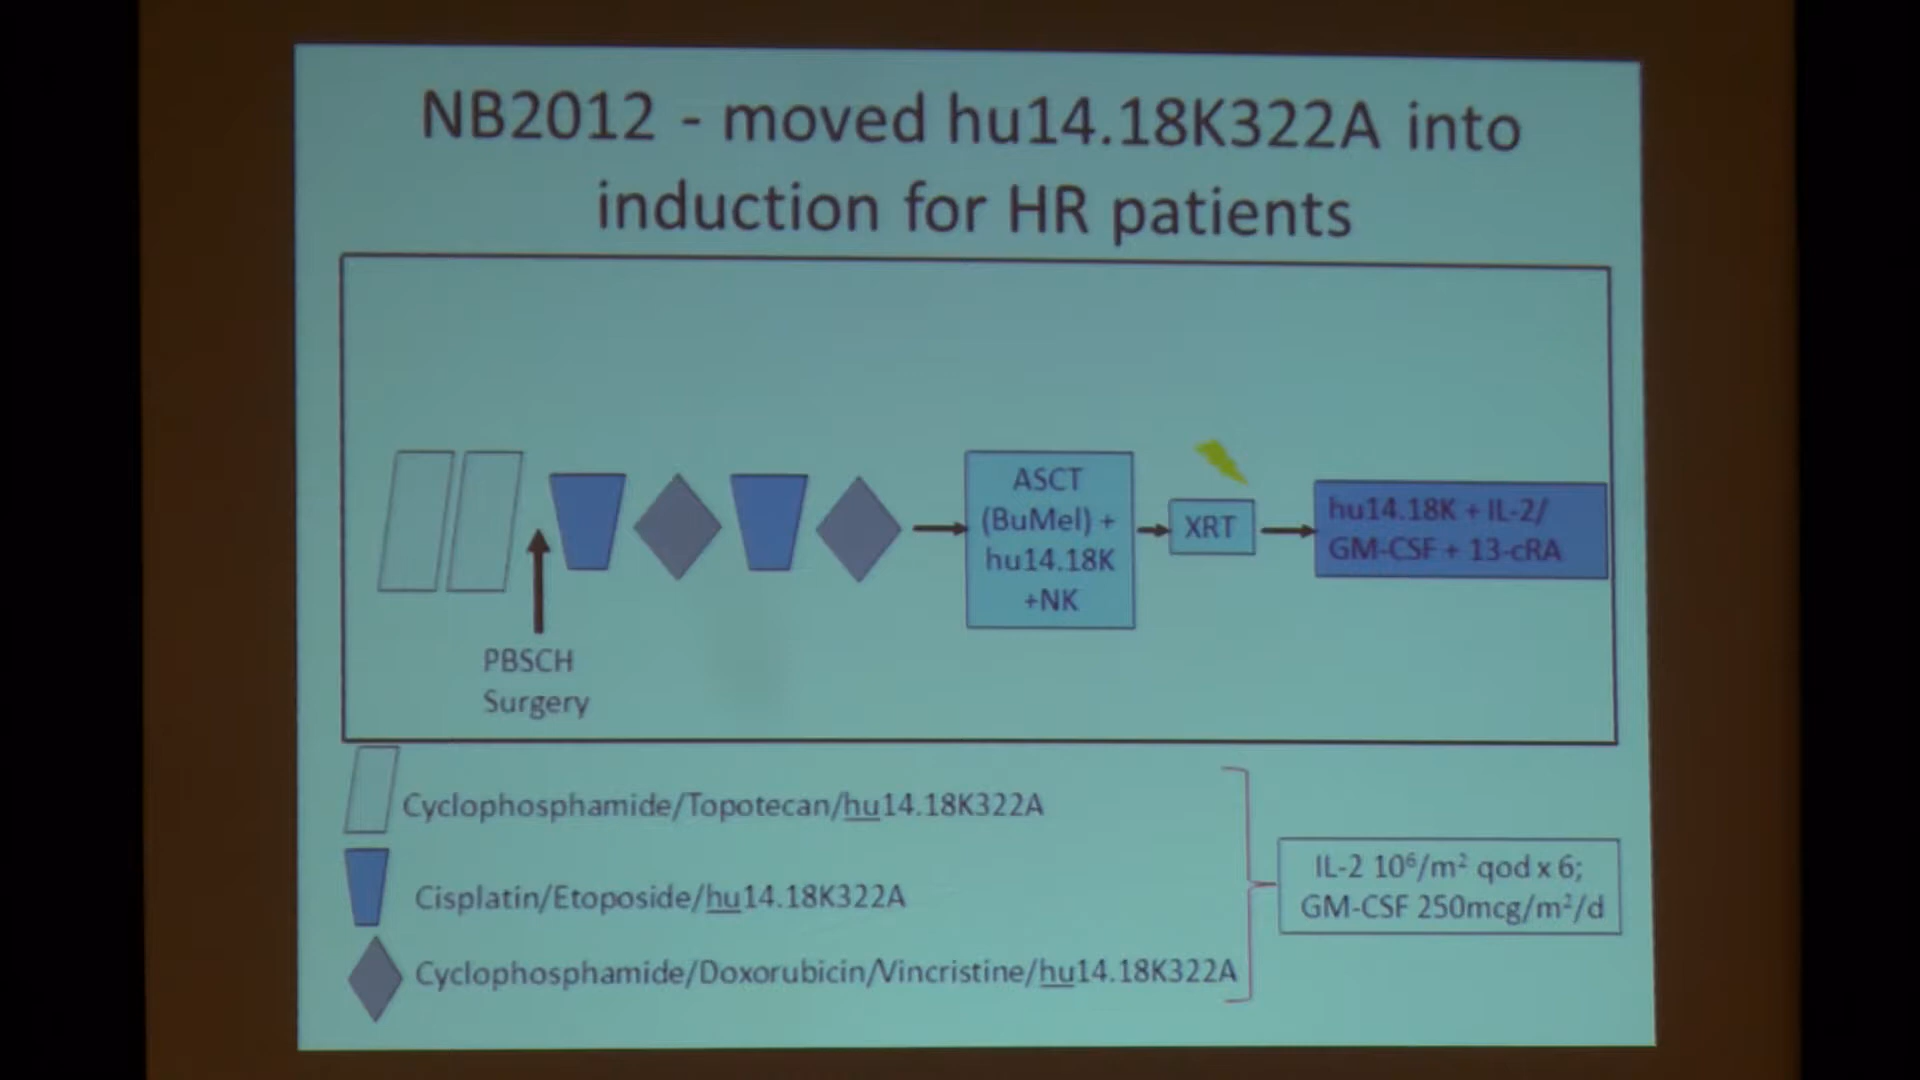 NB2012 - moved hu14.18K322A into
induction for HR patients
ASCT
(BuMel) +
hu14.18K
+NK
XRT
hu14.18K + IL-2/
GM-CSF + 13-cRA
PBSCH
Surgery
Cyclophosphamide/Topotecan/hu14.18K322A
Cisplatin/Etoposide/hu14.18K322A
Cyclophosphamide/Doxorubicin/Vincristine/hu14.18K322A
IL-2 10⁶/m² qod x 6;
GM-CSF 250mcg/m²/d